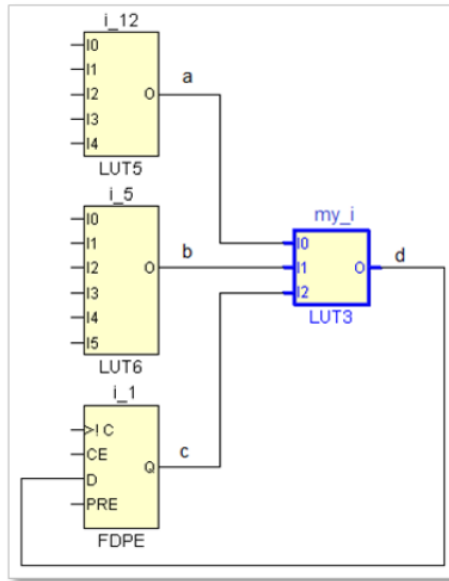 i_12
I0
I1
I2
I3
I4
O
LUT5
a
i_5
I0
I1
I2
I3
I4
I5
O
LUT6
b
my_i
I0
I1
I2
O
LUT3
d
i_1
>I C
CE
D
PRE
Q
FDPE
c